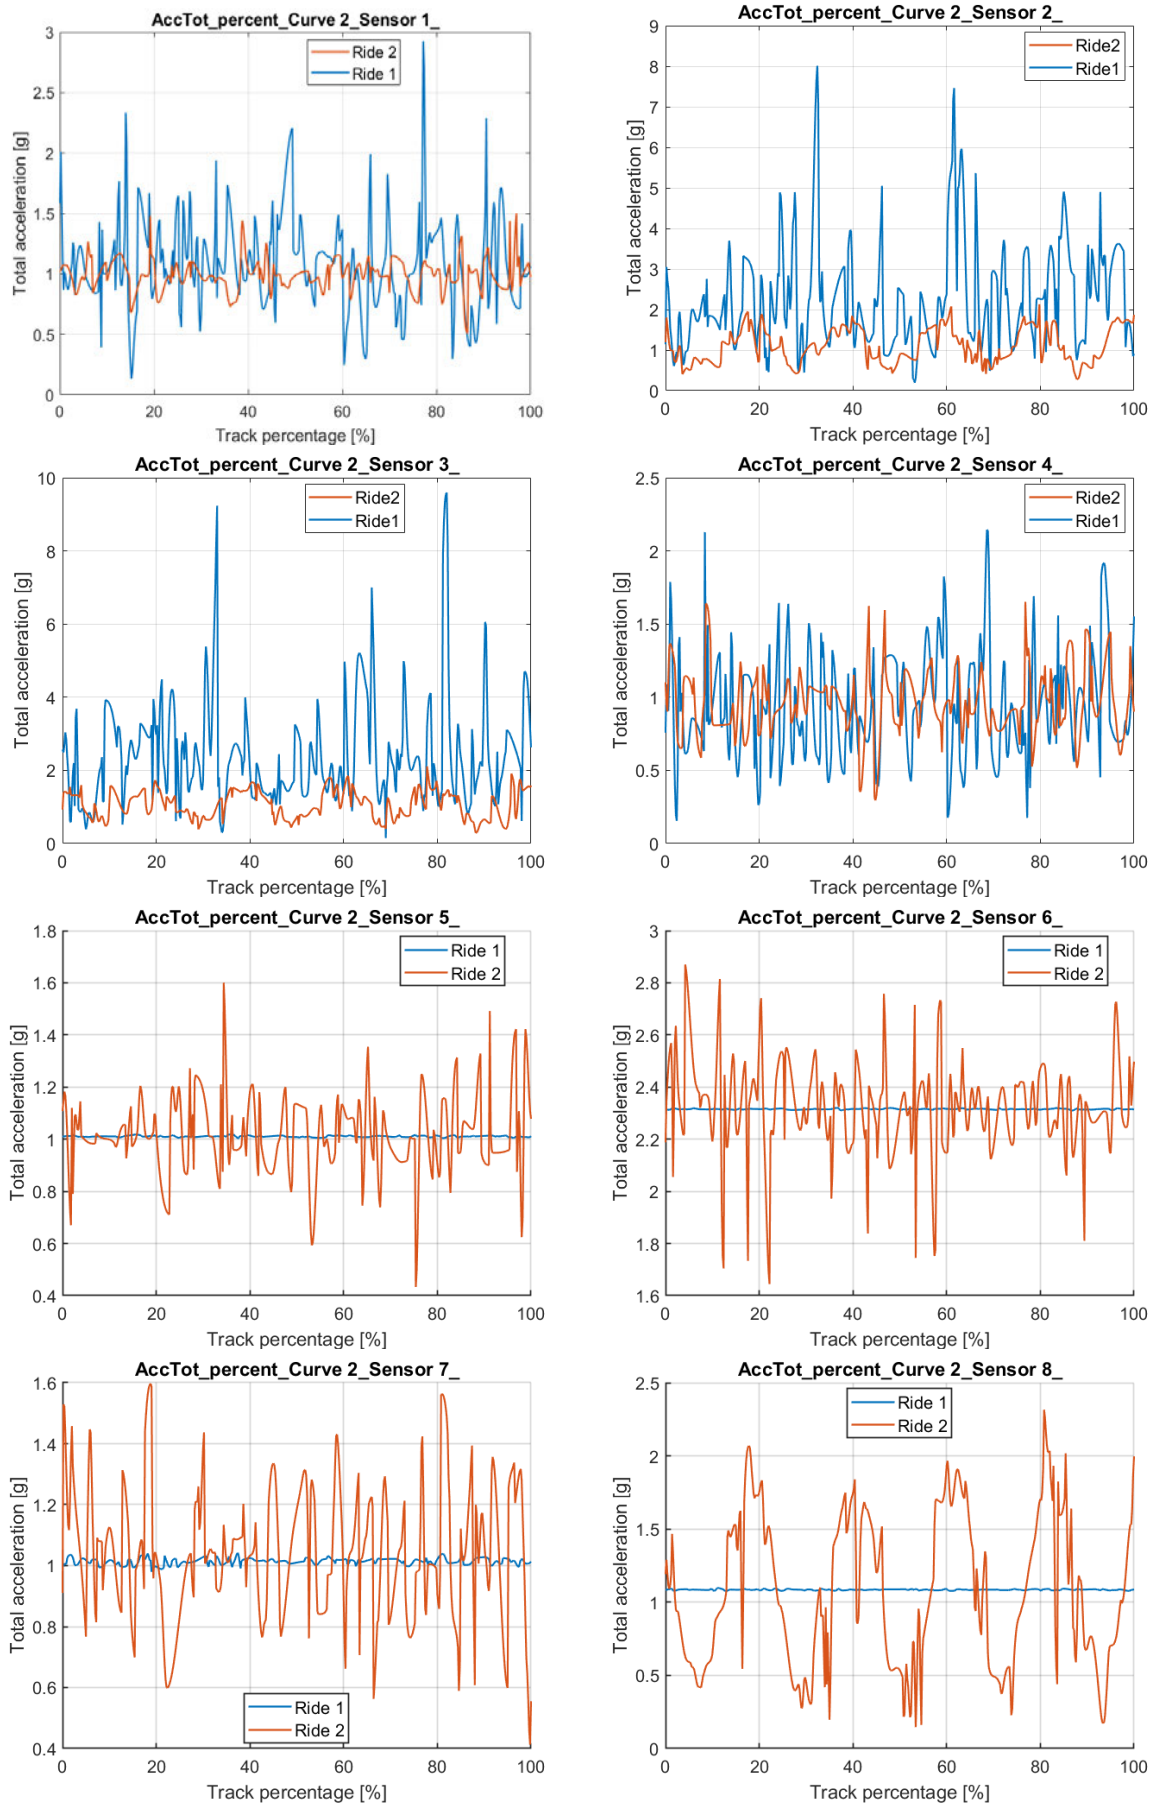 AccTot_percent_Curve 2_Sensor 1_
3
2.5
2
1.5
1
0.5
0
Total acceleration [g]
Ride 2
Ride 1
0 20 40 60 80 100
Track percentage [%]
AccTot_percent_Curve 2_Sensor 2_
9
8
7
6
5
4
3
2
1
0
Total acceleration [g]
Ride2
Ride1
0 20 40 60 80 100
Track percentage [%]
AccTot_percent_Curve 2_Sensor 3_
10
8
6
4
2
0
Total acceleration [g]
Ride2
Ride1
0 20 40 60 80 100
Track percentage [%]
AccTot_percent_Curve 2_Sensor 4_
2.5
2
1.5
1
0.5
0
Total acceleration [g]
Ride2
Ride1
0 20 40 60 80 100
Track percentage [%]
AccTot_percent_Curve 2_Sensor 5_
1.8
1.6
1.4
1.2
1
0.8
0.6
0.4
Total acceleration [g]
Ride 1
Ride 2
0 20 40 60 80 100
Track percentage [%]
AccTot_percent_Curve 2_Sensor 6_
3
2.8
2.6
2.4
2.2
2
1.8
1.6
Total acceleration [g]
Ride 1
Ride 2
0 20 40 60 80 100
Track percentage [%]
AccTot_percent_Curve 2_Sensor 7_
1.6
1.4
1.2
1
0.8
0.6
0.4
Total acceleration [g]
Ride 1
Ride 2
0 20 40 60 80 100
Track percentage [%]
AccTot_percent_Curve 2_Sensor 8_
2.5
2
1.5
1
0.5
0
Total acceleration [g]
Ride 1
Ride 2
0 20 40 60 80 100
Track percentage [%]